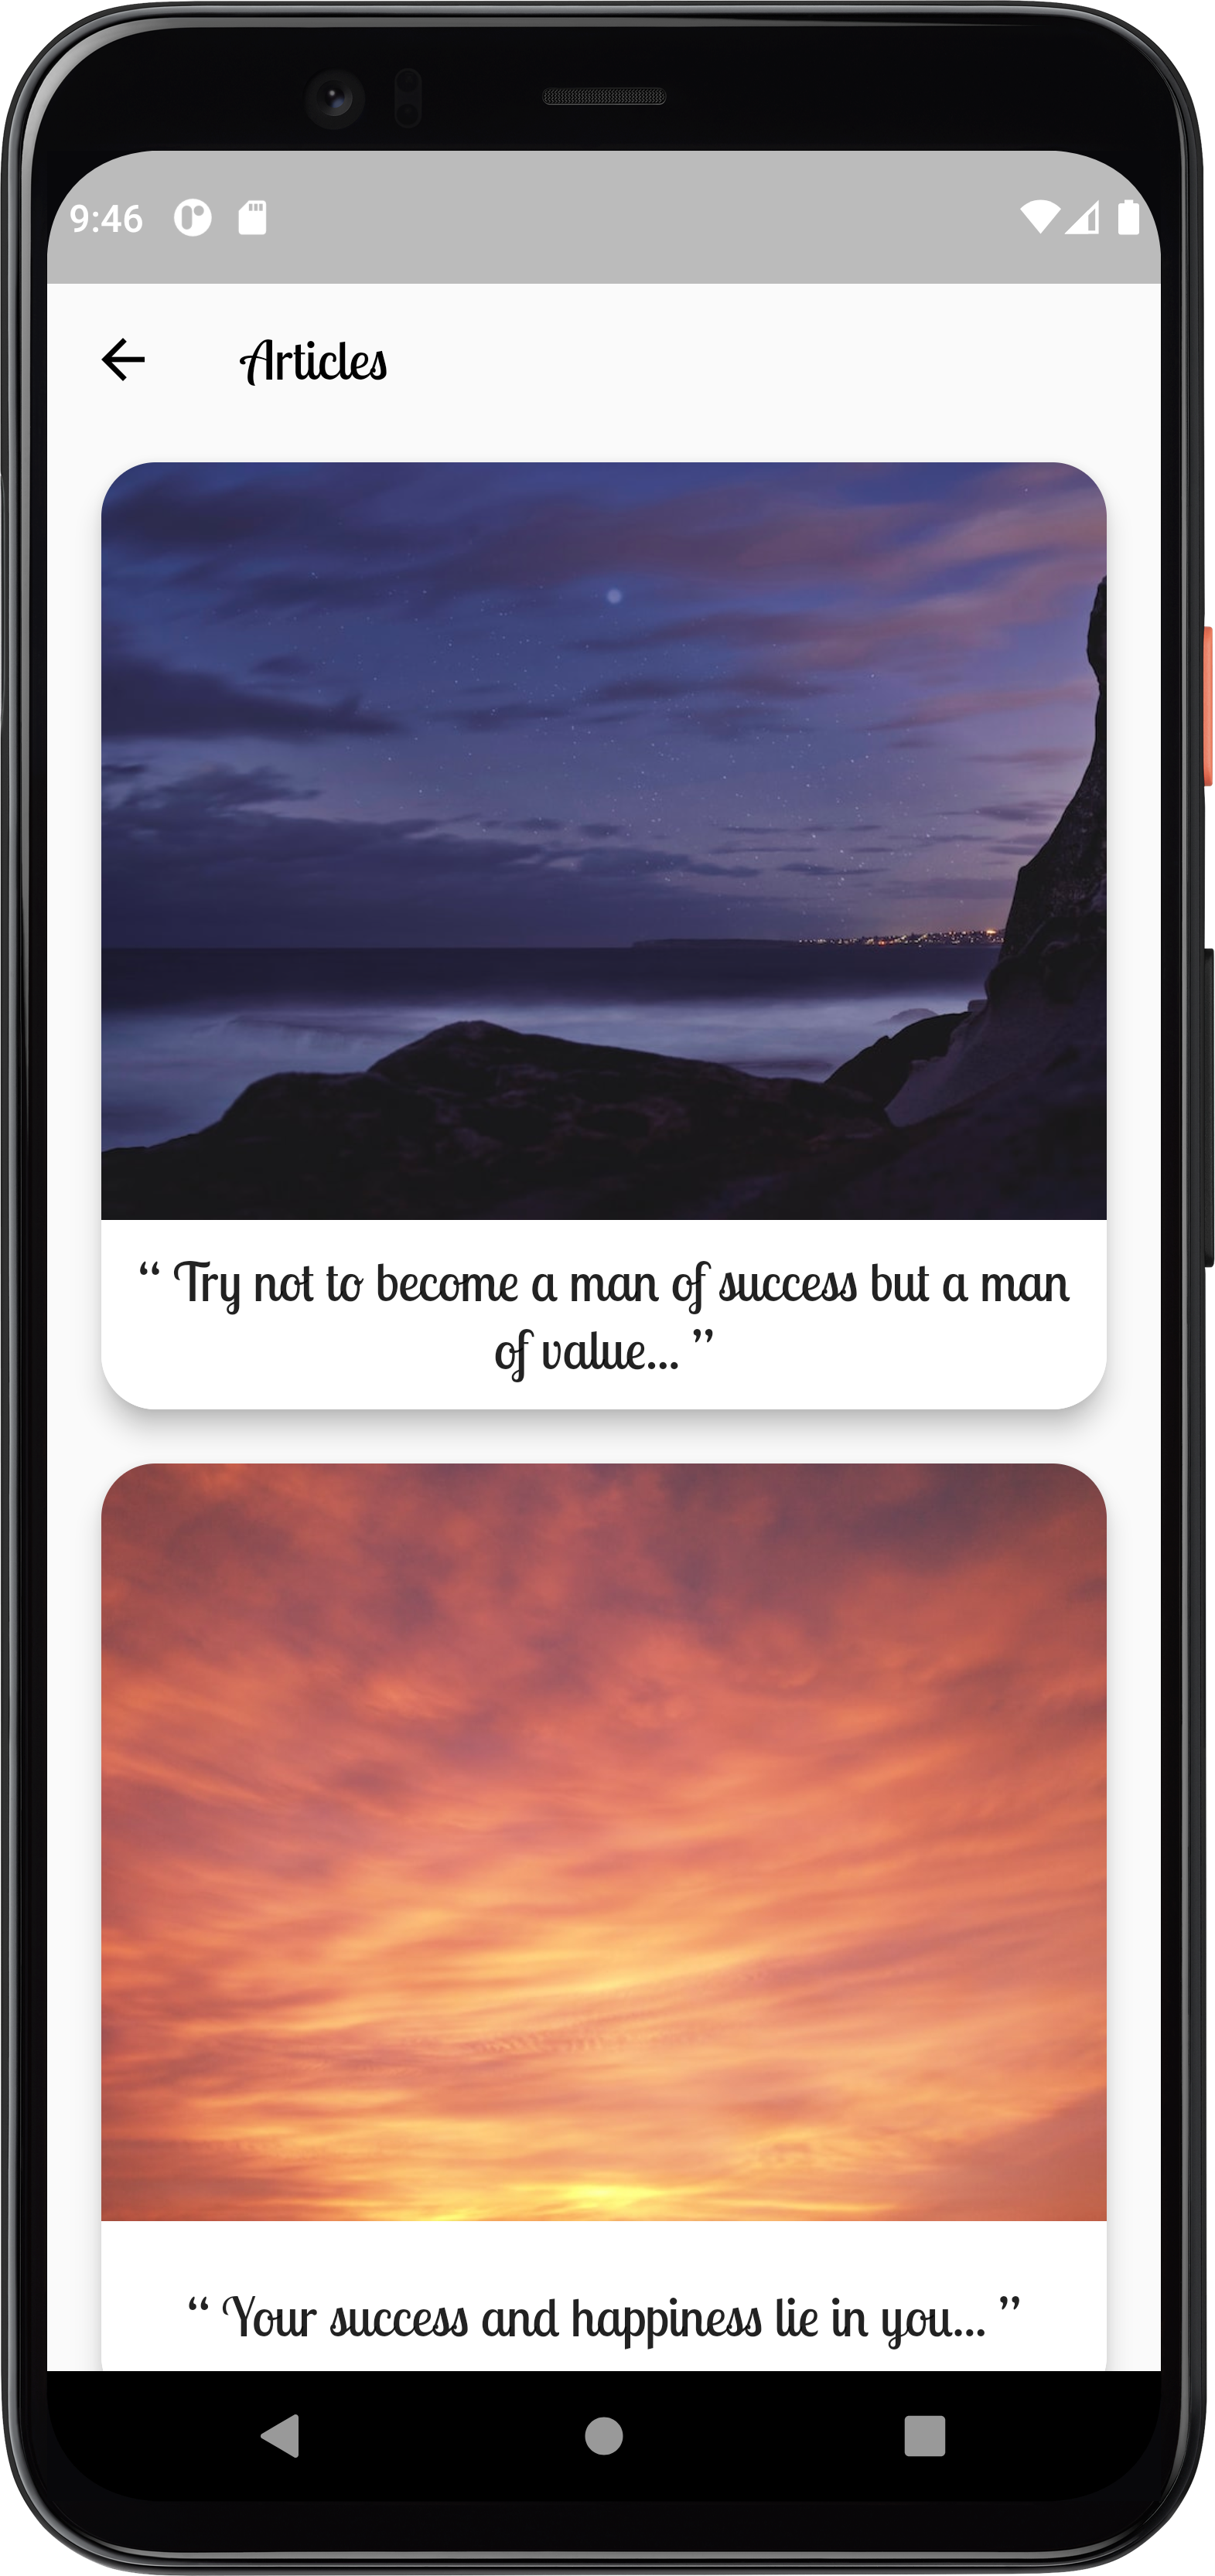 9:46
Articles
“ Try not to become a man of success but a man
of value... ”
“ Your success and happiness lie in you... ”